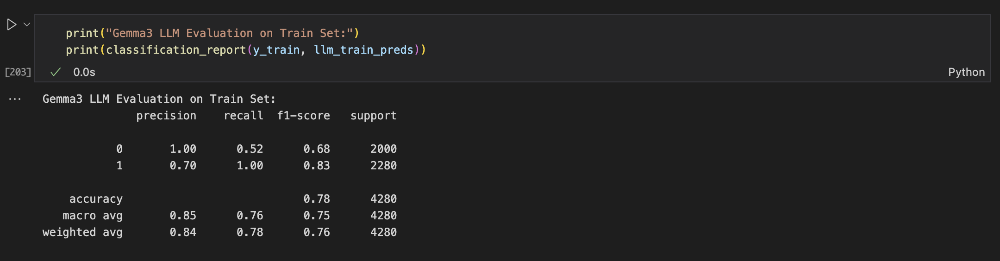 print("Gemma3 LLM Evaluation on Train Set:")
print(classification_report(y_train, llm_train_preds))
[203] 0.0s Python
Gemma3 LLM Evaluation on Train Set:
precision recall f1-score support
0 1.00 0.52 0.68 2000
1 0.70 1.00 0.83 2280
accuracy 0.78 4280
macro avg 0.85 0.76 0.75 4280
weighted avg 0.84 0.78 0.76 4280